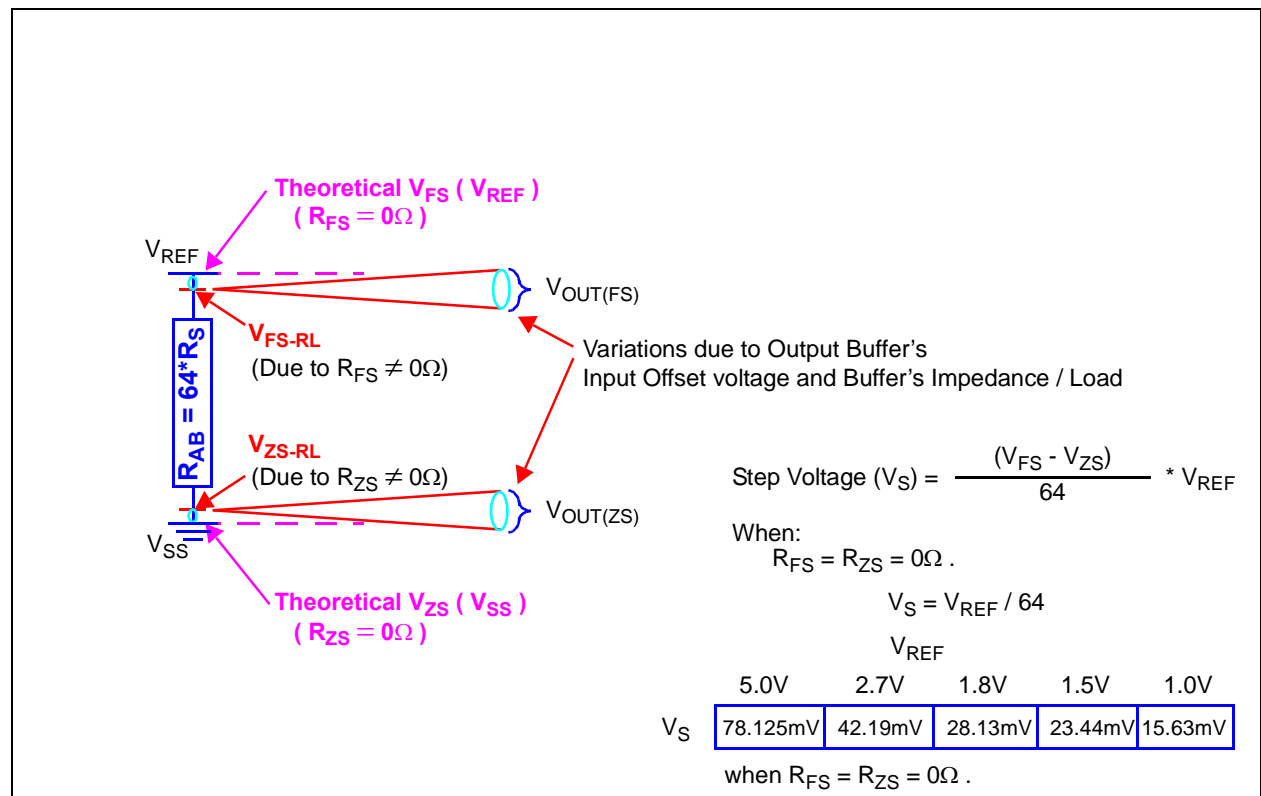 Theoretical VFS ( VREF )
( RFS = 0Ω )
VREF
VOUT(FS)
VFS-RL
(Due to RFS ≠ 0Ω)
RAB = 64*RS
Variations due to Output Buffer's
Input Offset voltage and Buffer's Impedance / Load
VZS-RL
(Due to RZS ≠ 0Ω)
VOUT(ZS)
VSS
Theoretical VZS ( VSS )
( RZS = 0Ω )
Step Voltage (VS) = (VFS - VZS) / 64 * VREF
When:
RFS = RZS = 0Ω .
VS = VREF / 64
VREF
5.0V 2.7V 1.8V 1.5V 1.0V
VS 78.125mV 42.19mV 28.13mV 23.44mV 15.63mV
when RFS = RZS = 0Ω .